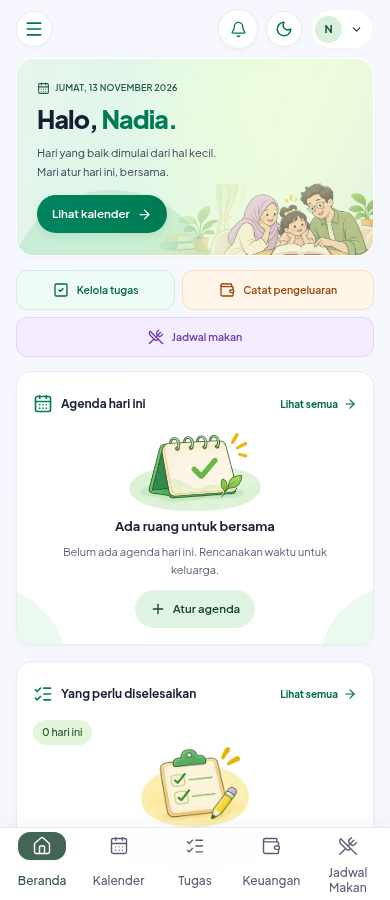 N
JUMAT, 13 NOVEMBER 2026
Halo, Nadia.
Hari yang baik dimulai dari hal kecil.
Mari atur hari ini, bersama.
Lihat kalender
Kelola tugas
Catat pengeluaran
Jadwal makan
Agenda hari ini
Lihat semua
Ada ruang untuk bersama
Belum ada agenda hari ini. Rencanakan waktu untuk
keluarga.
Atur agenda
Yang perlu diselesaikan
Lihat semua
0 hari ini
Beranda
Kalender
Tugas
Keuangan
Jadwal
Makan